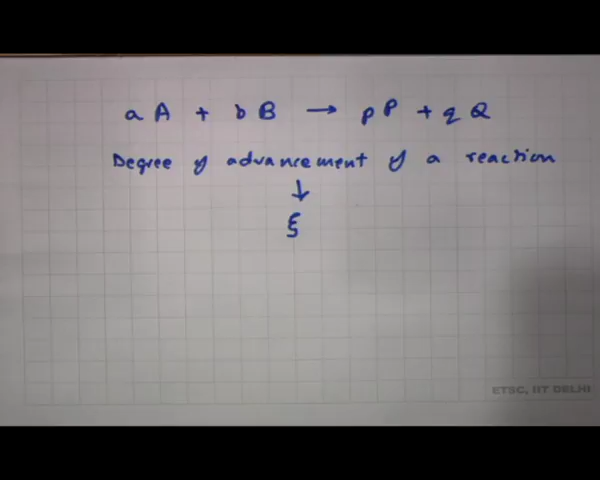 a A + b B → p P + q Q
Degree of advancement of a reaction
↓
ξ
ETSC, IIT DELHI